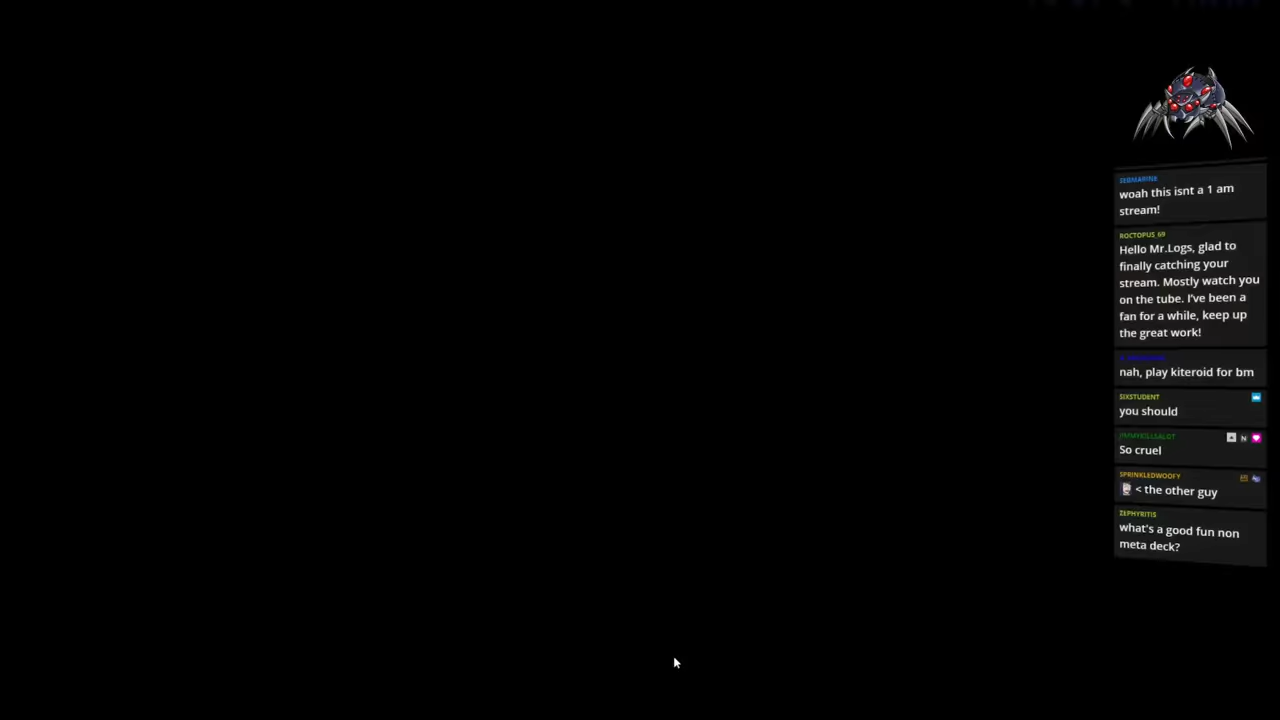 SEBMARINE
woah this isnt a 1 am
stream!
ROCTOPUS_69
Hello Mr.Logs, glad to
finally catching your
stream. Mostly watch you
on the tube. I've been a
fan for a while, keep up
the great work!
nah, play kiteroid for bm
SIXSTUDENT
you should
So cruel
SPRINKLEDWOOFY
< the other guy
ZEPHYRITIS
what's a good fun non
meta deck?